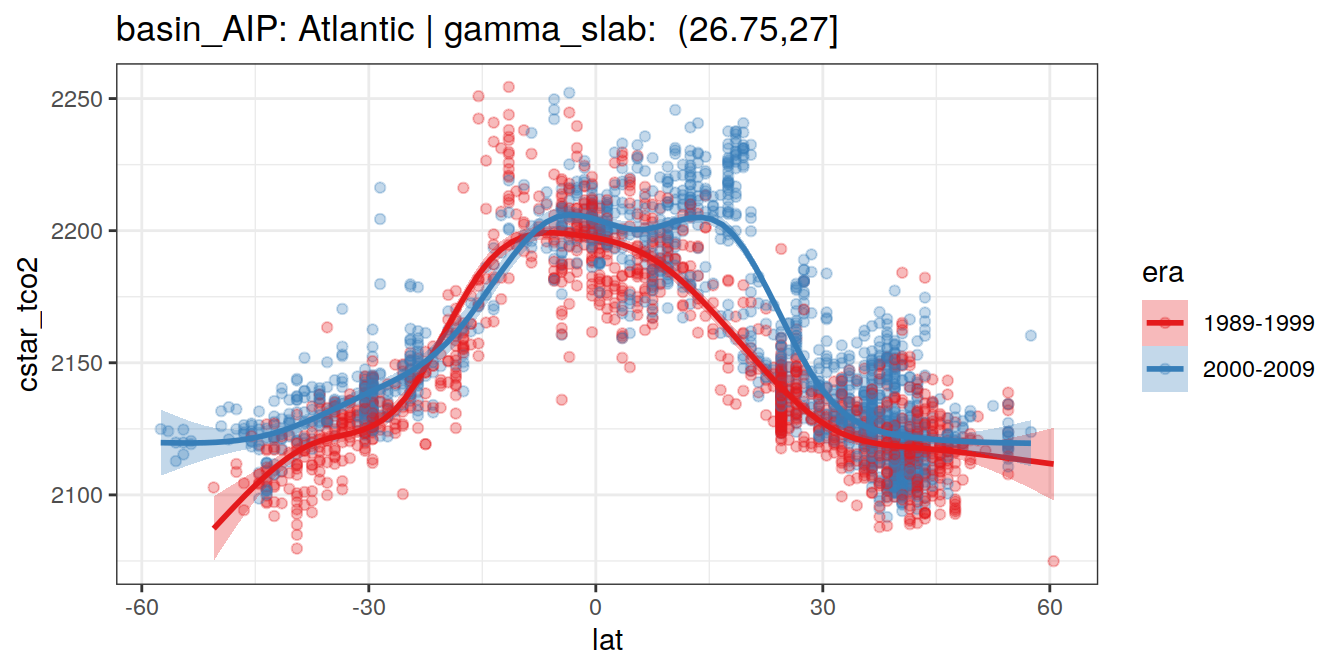 basin_AIP: Atlantic | gamma_slab:  (26.75,27]
cstar_tco2
2250
2200
2150
2100
-60
-30
0
30
60
lat
era
1989-1999
2000-2009